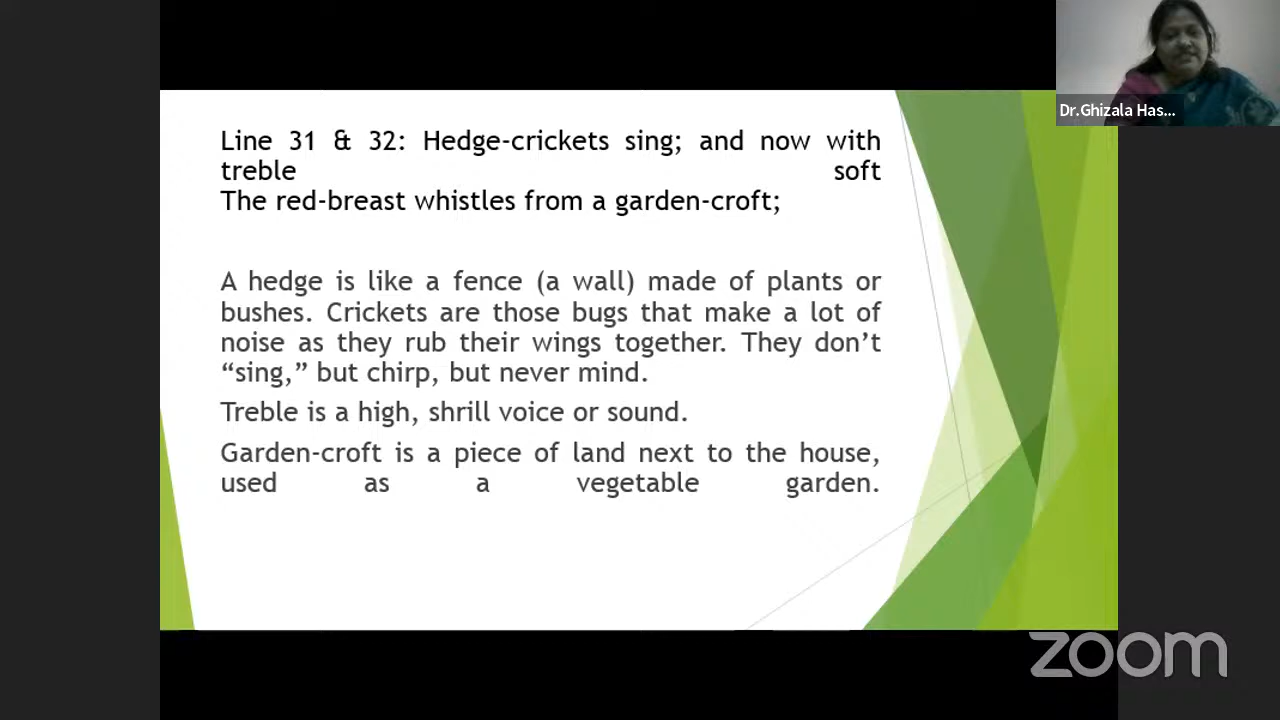 Dr.Ghizala Has...
Line 31 & 32: Hedge-crickets sing; and now with
treble soft
The red-breast whistles from a garden-croft;
A hedge is like a fence (a wall) made of plants or
bushes. Crickets are those bugs that make a lot of
noise as they rub their wings together. They don’t
“sing,” but chirp, but never mind.
Treble is a high, shrill voice or sound.
Garden-croft is a piece of land next to the house,
used as a vegetable garden.
zoom